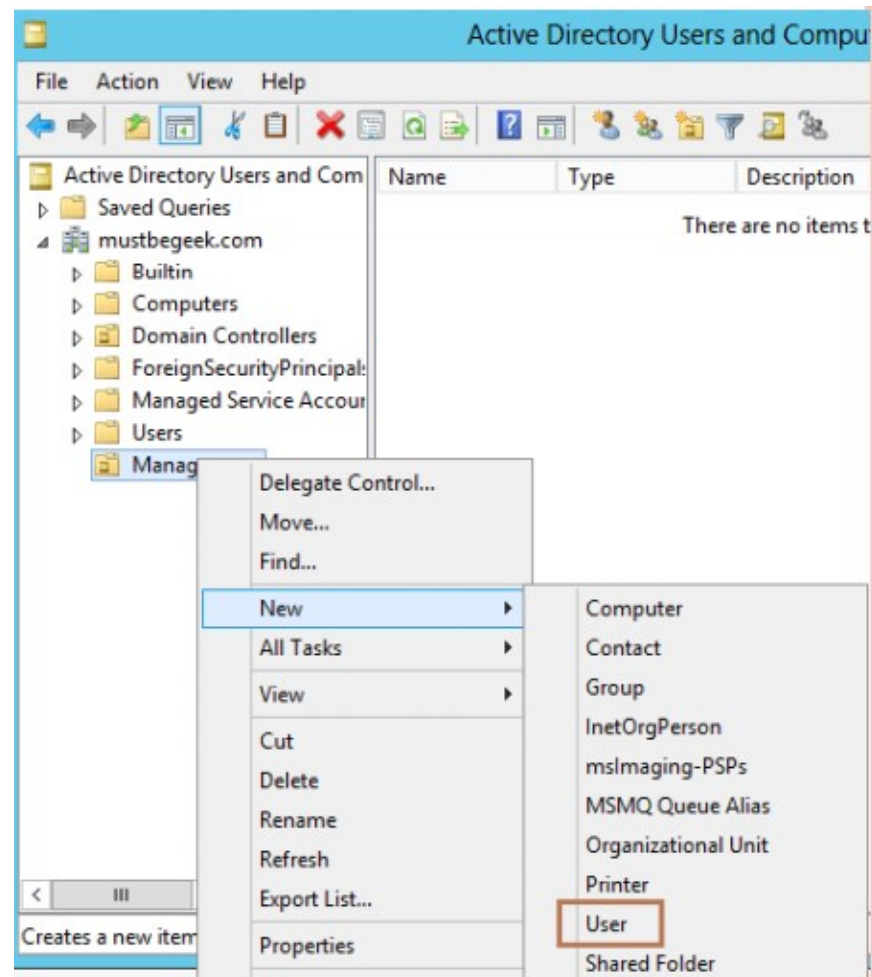 Active Directory Users and Compu
File Action View Help
Active Directory Users and Com
Name Type Description
Saved Queries
There are no items t
mustbegeek.com
Builtin
Computers
Domain Controllers
ForeignSecurityPrincipals
Managed Service Accour
Users
Manag
Delegate Control...
Move...
Find...
New
All Tasks
View
Cut
Delete
Rename
Refresh
Export List...
Properties
Computer
Contact
Group
InetOrgPerson
msImaging-PSPs
MSMQ Queue Alias
Organizational Unit
Printer
User
Shared Folder
Creates a new item